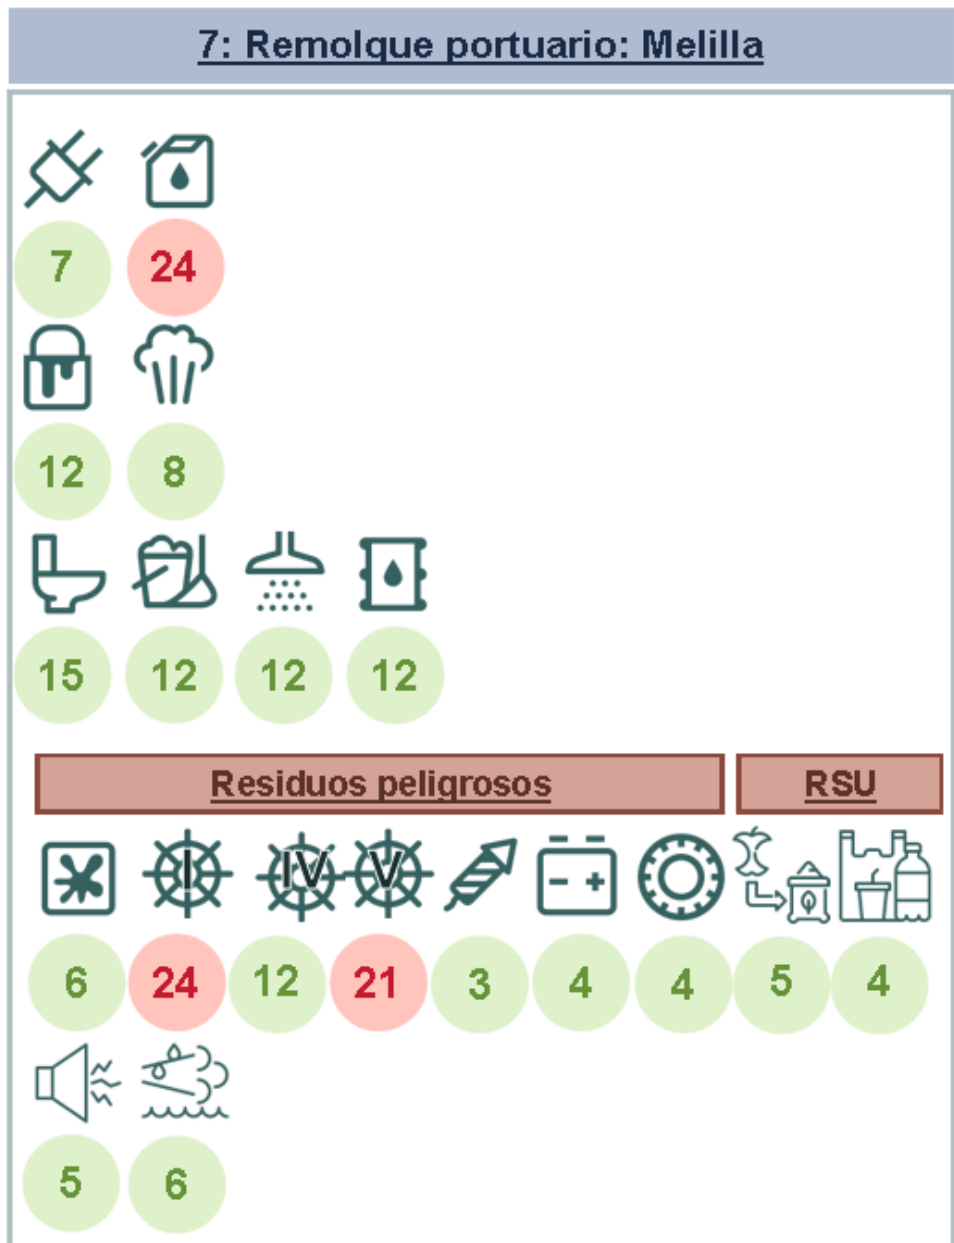 7: Remolque portuario: Melilla
7 24
12 8
15 12 12 12
Residuos peligrosos RSU
I IV V
6 24 12 21 3 4 4 5 4
5 6